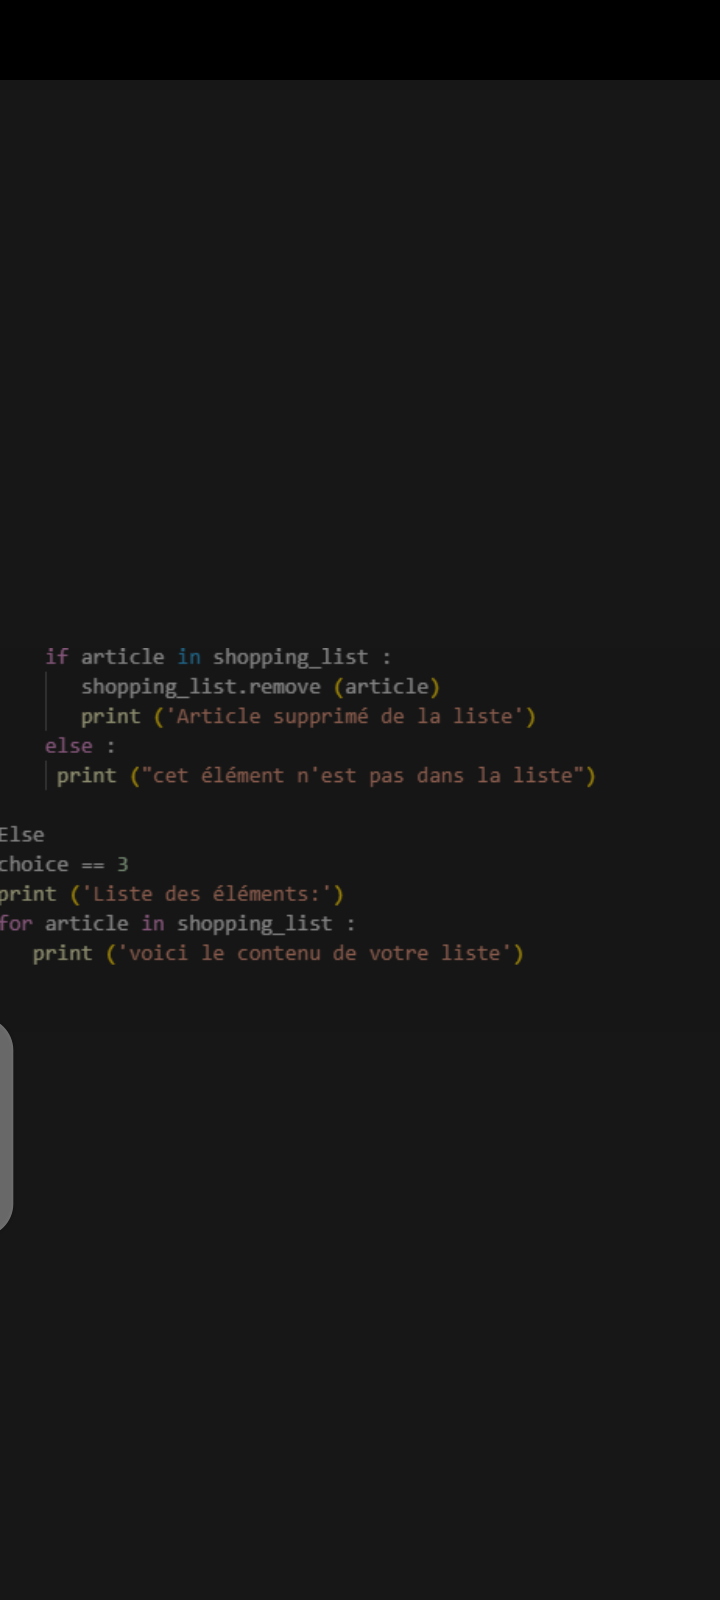 if article in shopping_list :
shopping_list.remove (article)
print ('Article supprimé de la liste')
else :
print ("cet élément n'est pas dans la liste")
Else
choice == 3
print ('Liste des éléments:')
for article in shopping_list :
print ('voici le contenu de votre liste')